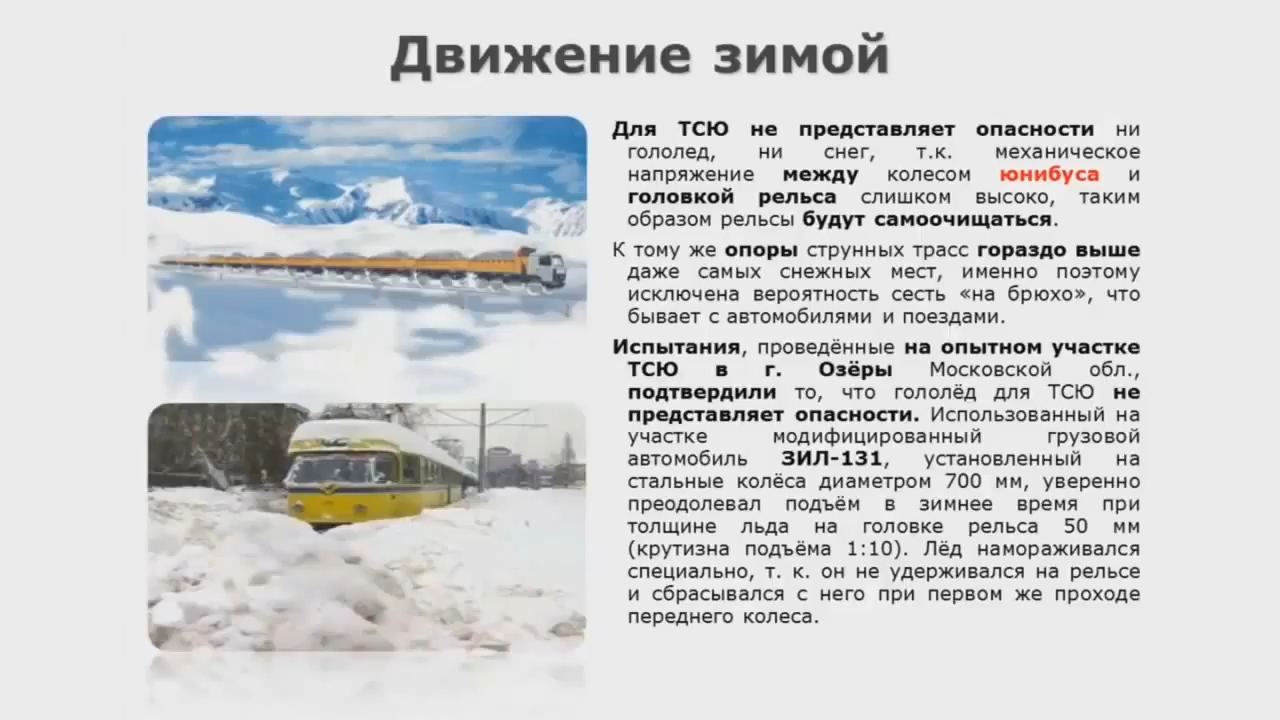 Движение зимой
Для ТСЮ не представляет опасности ни
гололед, ни снег, т.к. механическое
напряжение между колесом юнибуса и
головкой рельса слишком высоко, таким
образом рельсы будут самоочищаться.
К тому же опоры струнных трасс гораздо выше
даже самых снежных мест, именно поэтому
исключена вероятность сесть «на брюхо», что
бывает с автомобилями и поездами.
Испытания, проведённые на опытном участке
ТСЮ в г. Озёры Московской обл.,
подтвердили то, что гололёд для ТСЮ не
представляет опасности. Использованный на
участке модифицированный грузовой
автомобиль ЗИЛ-131, установленный на
стальные колёса диаметром 700 мм, уверенно
преодолевал подъём в зимнее время при
толщине льда на головке рельса 50 мм
(крутизна подъёма 1:10). Лёд намораживался
специально, т. к. он не удерживался на рельсе
и сбрасывался с него при первом же проходе
переднего колеса.